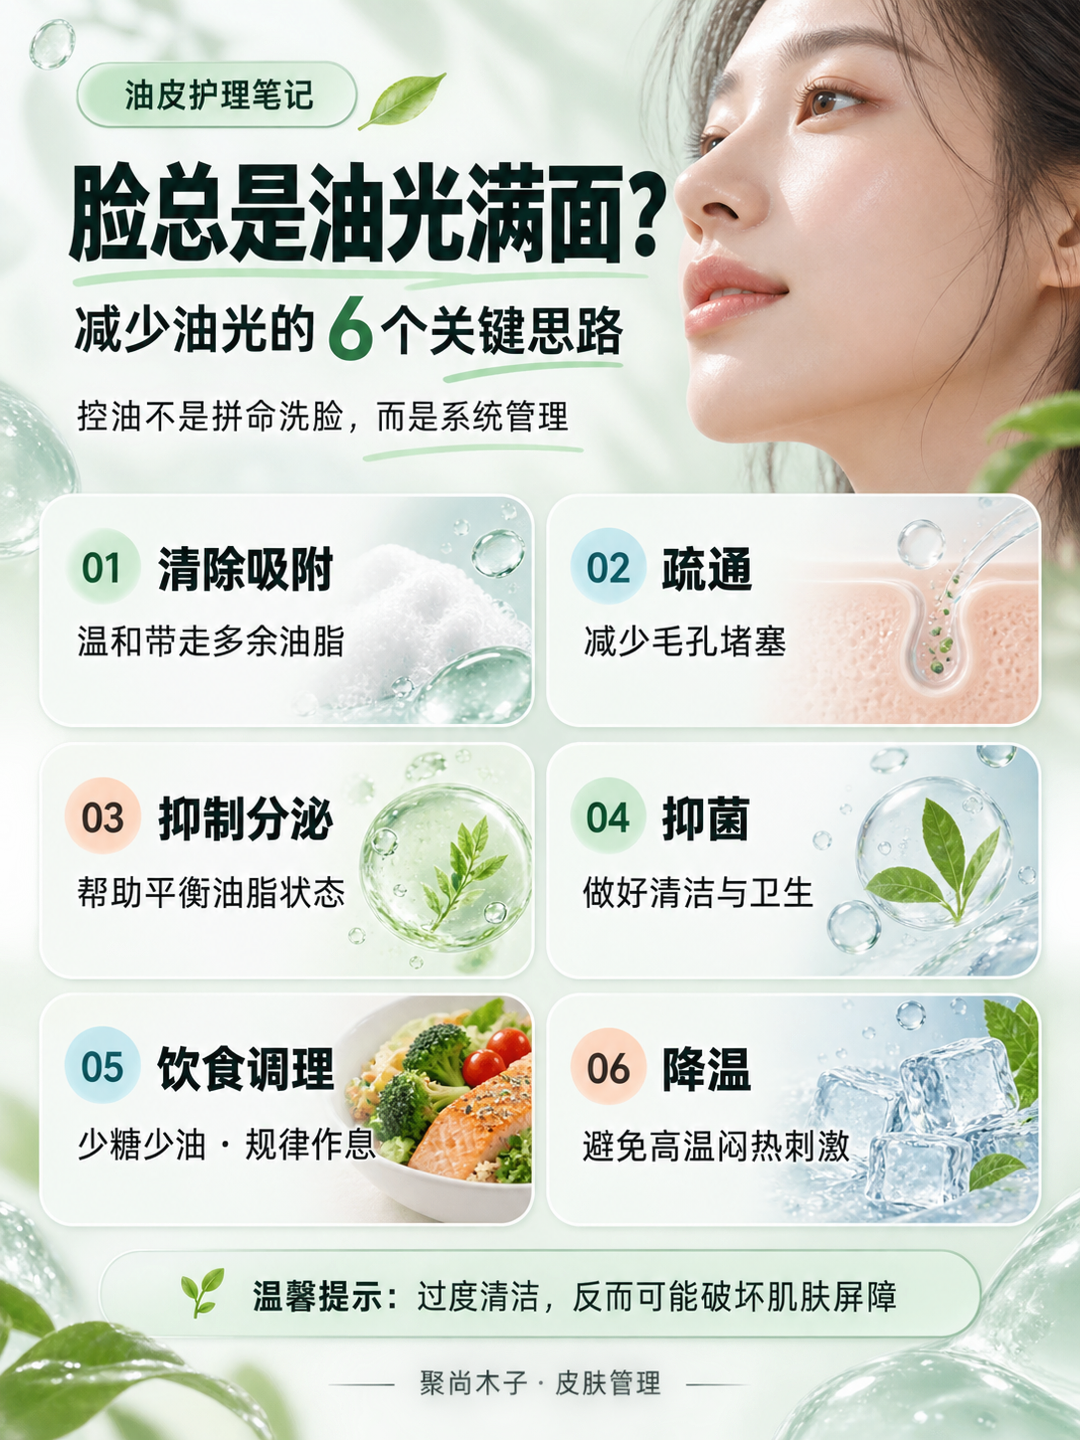 油皮护理笔记
脸总是油光满面?
减少油光的6个关键思路
控油不是拼命洗脸，而是系统管理
01 清除吸附
温和带走多余油脂
02 疏通
减少毛孔堵塞
03 抑制分泌
帮助平衡油脂状态
04 抑菌
做好清洁与卫生
05 饮食调理
少糖少油·规律作息
06 降温
避免高温闷热刺激
温馨提示：过度清洁，反而可能破坏肌肤屏障
聚尚木子·皮肤管理